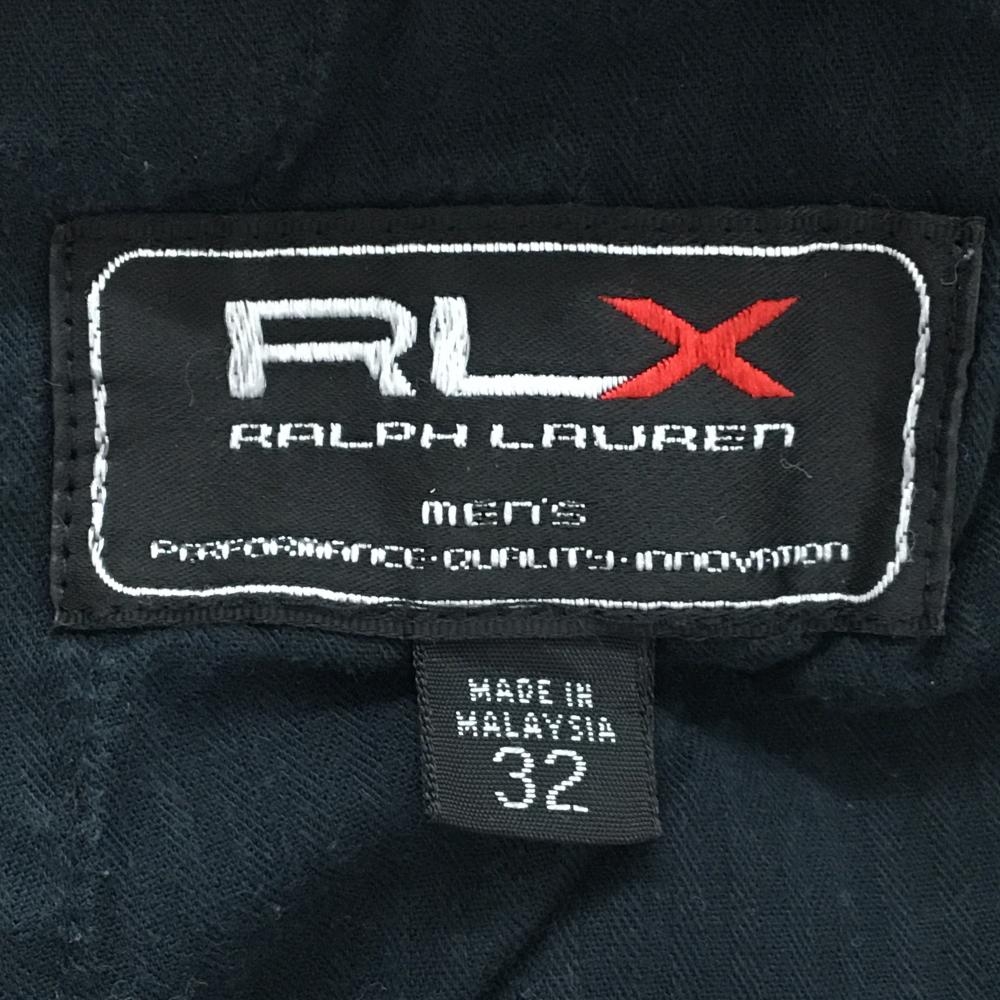 RLX
RALPH LAUREN
men's
PERFORMANCE·QUALITY·INNOVATION
MADE IN
MALAYSIA
32